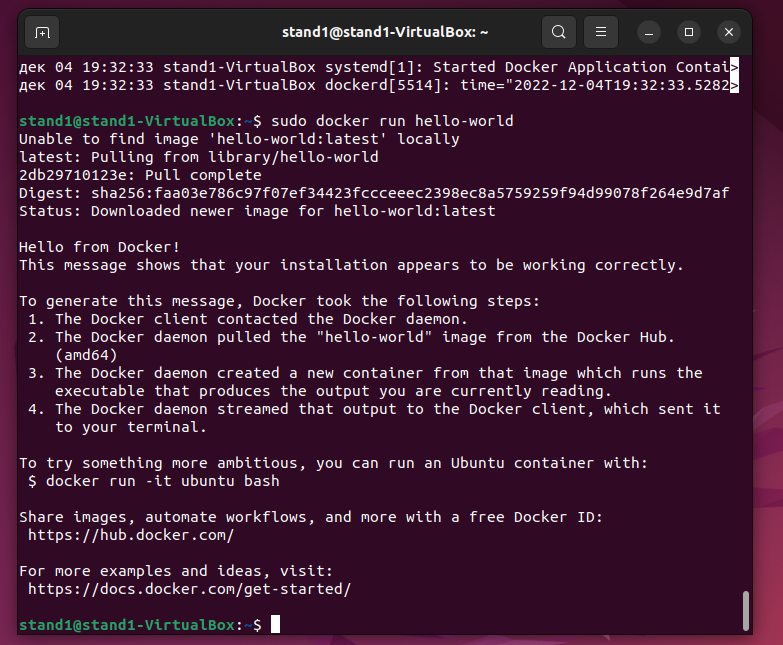 stand1@stand1-VirtualBox: ~
дек 04 19:32:33 stand1-VirtualBox systemd[1]: Started Docker Application Contai>
дек 04 19:32:33 stand1-VirtualBox dockerd[5514]: time="2022-12-04T19:32:33.5282>
stand1@stand1-VirtualBox:~$ sudo docker run hello-world
Unable to find image 'hello-world:latest' locally
latest: Pulling from library/hello-world
2db29710123e: Pull complete
Digest: sha256:faa03e786c97f07ef34423fccceeec2398ec8a5759259f94d99078f264e9d7af
Status: Downloaded newer image for hello-world:latest
Hello from Docker!
This message shows that your installation appears to be working correctly.
To generate this message, Docker took the following steps:
1. The Docker client contacted the Docker daemon.
2. The Docker daemon pulled the "hello-world" image from the Docker Hub.
(amd64)
3. The Docker daemon created a new container from that image which runs the
executable that produces the output you are currently reading.
4. The Docker daemon streamed that output to the Docker client, which sent it
to your terminal.
To try something more ambitious, you can run an Ubuntu container with:
$ docker run -it ubuntu bash
Share images, automate workflows, and more with a free Docker ID:
https://hub.docker.com/
For more examples and ideas, visit:
https://docs.docker.com/get-started/
stand1@stand1-VirtualBox:~$